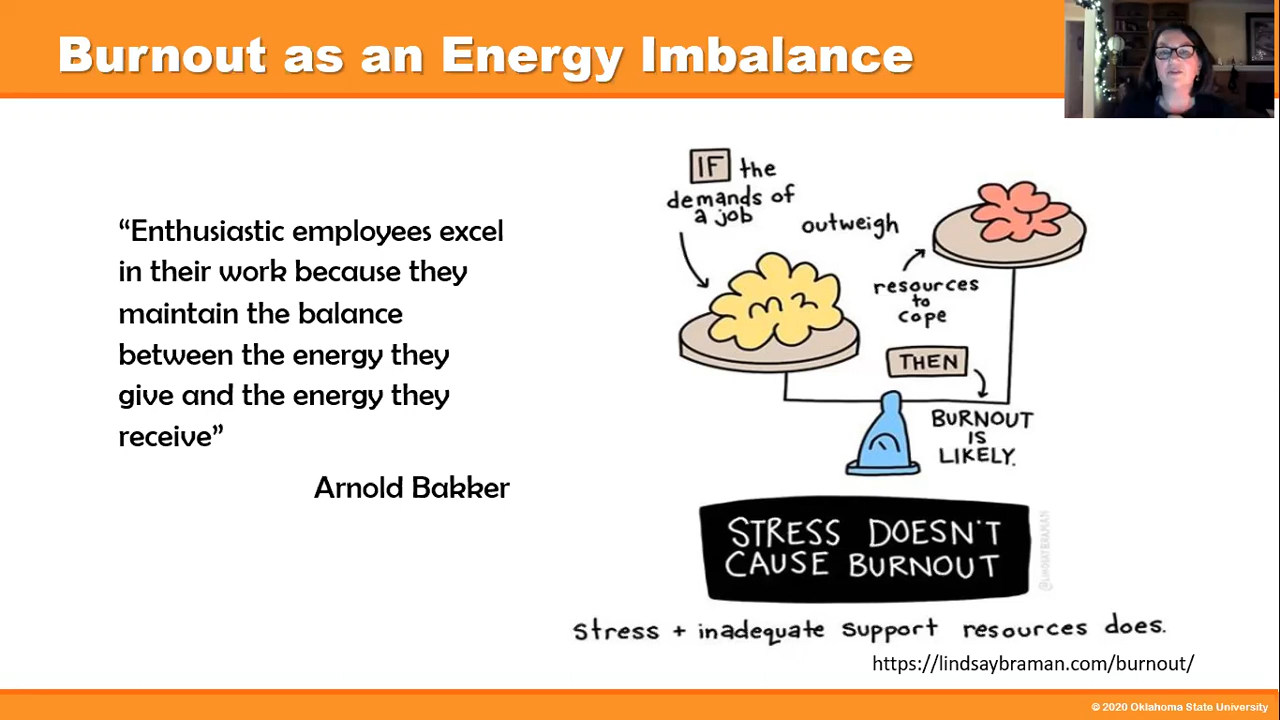 Burnout as an Energy Imbalance
“Enthusiastic employees excel
in their work because they
maintain the balance
between the energy they
give and the energy they
receive”
Arnold Bakker
IF the
demands of
a job
outweigh
resources
to
cope
THEN
BURNOUT
IS
LIKELY.
STRESS DOESN'T
CAUSE BURNOUT
@LINDSAYBRAMAN
Stress + inadequate support resources does.
https://lindsaybraman.com/burnout/
© 2020 Oklahoma State University